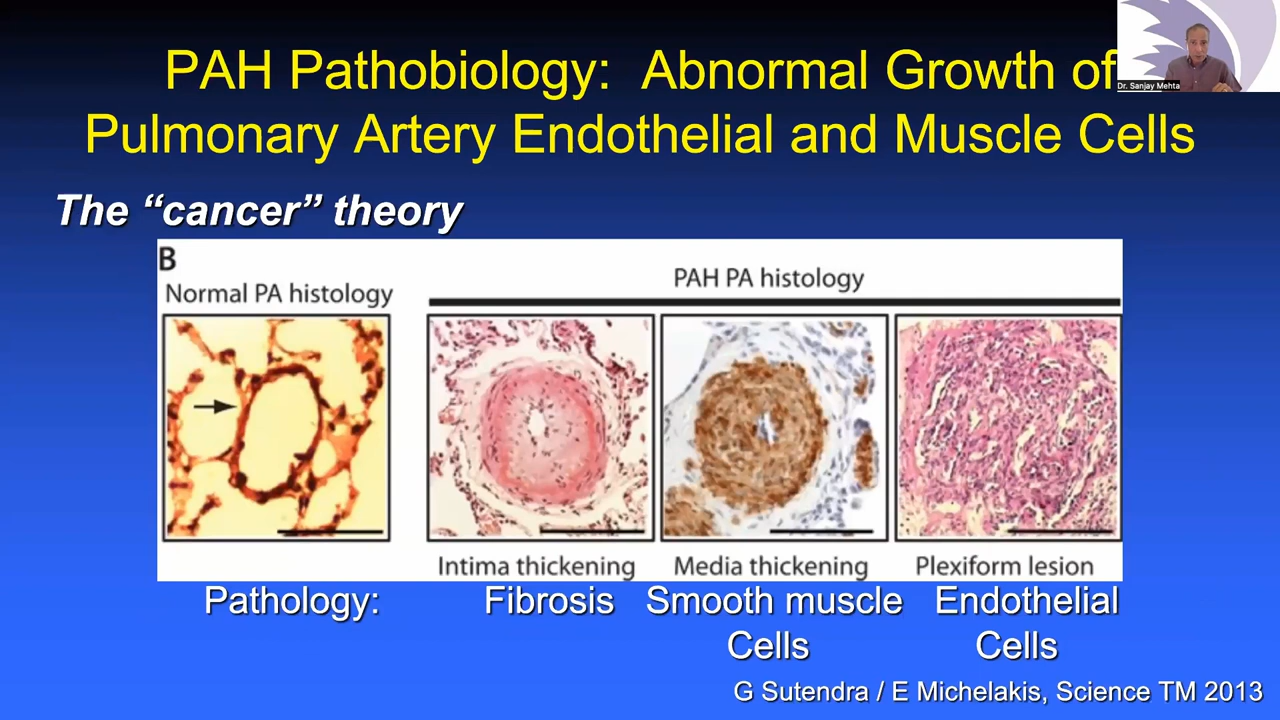 PAH Pathobiology: Abnormal Growth of
Pulmonary Artery Endothelial and Muscle Cells
Dr. Sanjay Mehta
The “cancer” theory
B
Normal PA histology
PAH PA histology
Intima thickening
Media thickening
Plexiform lesion
Pathology:
Fibrosis
Smooth muscle
Cells
Endothelial
Cells
G Sutendra / E Michelakis, Science TM 2013